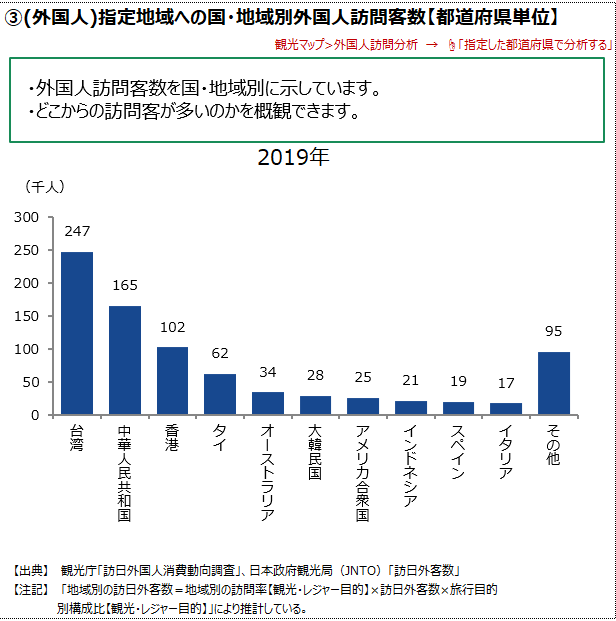 ③(外国人)指定地域への国・地域別外国人訪問客数【都道府県単位】
観光マップ>外国人訪問分析 → ☝「指定した都道府県で分析する」
・外国人訪問客数を国・地域別に示しています。
・どこからの訪問客が多いのかを概観できます。
2019年
（千人）
300
250
200
150
100
50
0
247
165
102
62
34
28
25
21
19
17
95
台湾
中華人民共和国
香港
タイ
オーストラリア
大韓民国
アメリカ合衆国
インドネシア
スペイン
イタリア
その他
【出典】 観光庁「訪日外国人消費動向調査」、日本政府観光局（JNTO）「訪日外客数」
【注記】 「地域別の訪日外客数＝地域別の訪問率【観光・レジャー目的】×訪日外客数×旅行目的
別構成比【観光・レジャー目的】」により推計している。